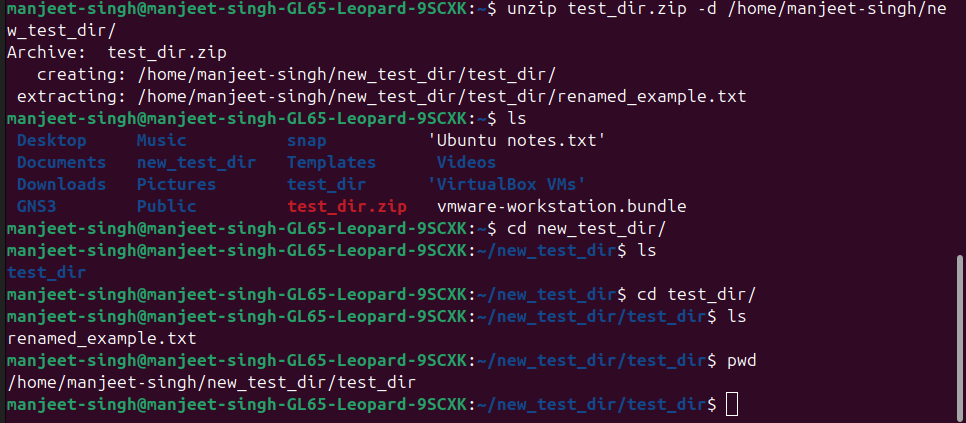 manjeet-singh@manjeet-singh-GL65-Leopard-9SCXK:~$ unzip test_dir.zip -d /home/manjeet-singh/ne
w_test_dir/
Archive:  test_dir.zip
   creating: /home/manjeet-singh/new_test_dir/test_dir/
 extracting: /home/manjeet-singh/new_test_dir/test_dir/renamed_example.txt
manjeet-singh@manjeet-singh-GL65-Leopard-9SCXK:~$ ls
 Desktop     Music         snap          'Ubuntu notes.txt'
 Documents   new_test_dir   Templates      Videos
 Downloads   Pictures      test_dir      'VirtualBox VMs'
 GNS3        Public        test_dir.zip   vmware-workstation.bundle
manjeet-singh@manjeet-singh-GL65-Leopard-9SCXK:~$ cd new_test_dir/
manjeet-singh@manjeet-singh-GL65-Leopard-9SCXK:~/new_test_dir$ ls
test_dir
manjeet-singh@manjeet-singh-GL65-Leopard-9SCXK:~/new_test_dir$ cd test_dir/
manjeet-singh@manjeet-singh-GL65-Leopard-9SCXK:~/new_test_dir/test_dir$ ls
renamed_example.txt
manjeet-singh@manjeet-singh-GL65-Leopard-9SCXK:~/new_test_dir/test_dir$ pwd
/home/manjeet-singh/new_test_dir/test_dir
manjeet-singh@manjeet-singh-GL65-Leopard-9SCXK:~/new_test_dir/test_dir$